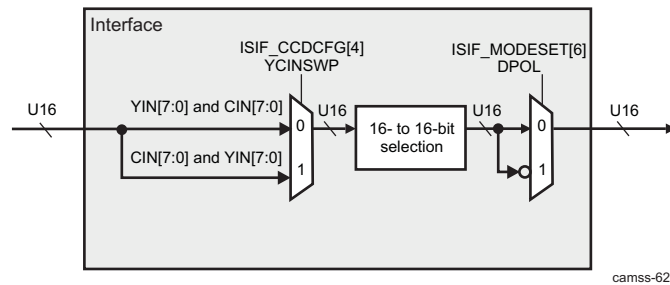 Interface
ISIF_CCDCFG[4]
YCINSWP
ISIF_MODESET[6]
DPOL
U16
YIN[7:0] and CIN[7:0]
0
U16
16- to 16-bit
selection
U16
0
U16
CIN[7:0] and YIN[7:0]
1
1
camss-62